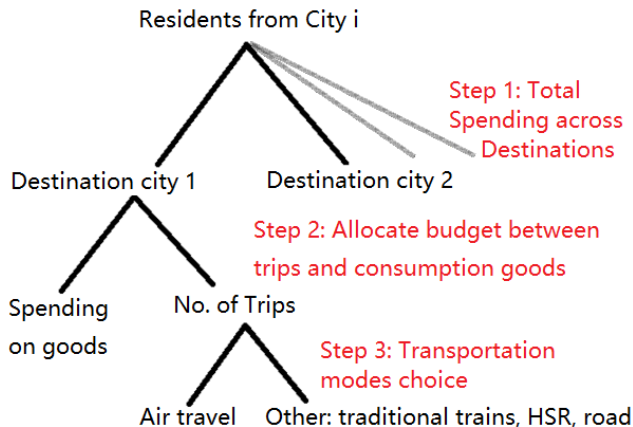 Residents from City i
Step 1: Total
Spending across
Destinations
Destination city 1
Destination city 2
Step 2: Allocate budget between
trips and consumption goods
Spending
on goods
No. of Trips
Step 3: Transportation
modes choice
Air travel
Other: traditional trains, HSR, road